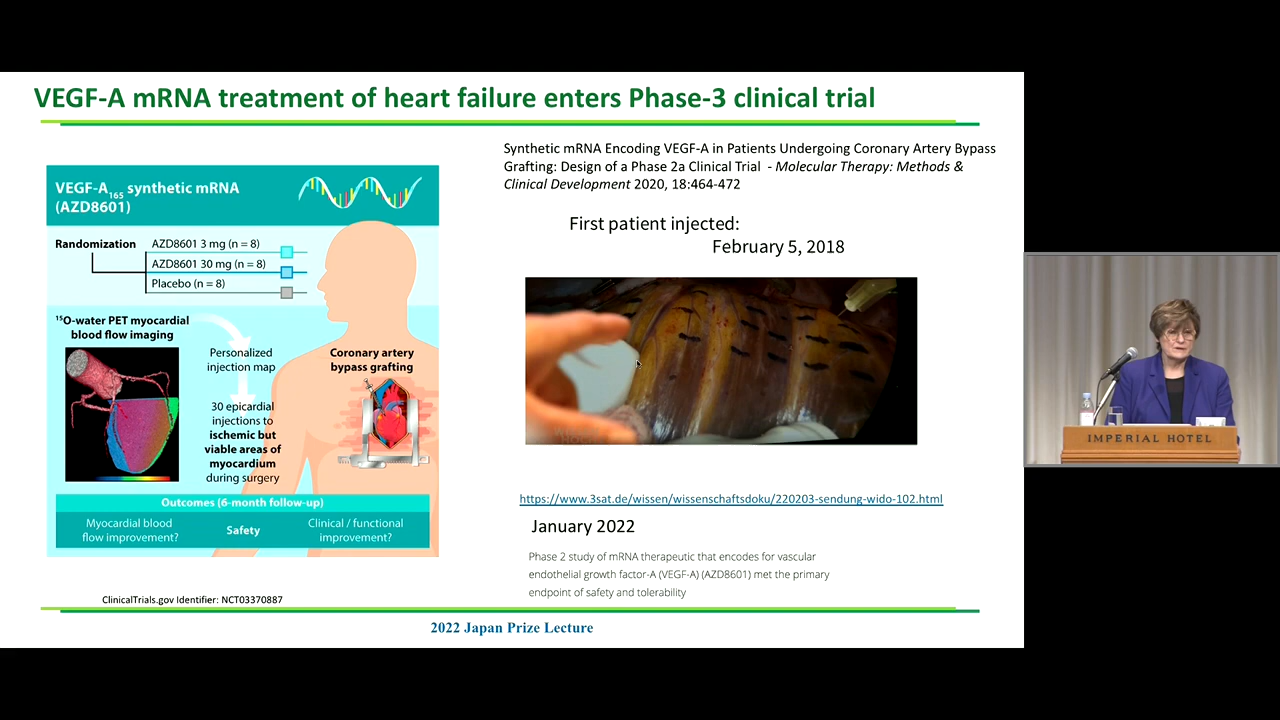 VEGF-A mRNA treatment of heart failure enters Phase-3 clinical trial
VEGF-A165 synthetic mRNA
(AZD8601)
Randomization
AZD8601 3 mg (n = 8)
AZD8601 30 mg (n = 8)
Placebo (n = 8)
15O-water PET myocardial
blood flow imaging
Personalized
injection map
30 epicardial
injections to
ischemic but
viable areas of
myocardium
during surgery
Coronary artery
bypass grafting
Outcomes (6-month follow-up)
Myocardial blood
flow improvement?
Safety
Clinical / functional
improvement?
ClinicalTrials.gov Identifier: NCT03370887
Synthetic mRNA Encoding VEGF-A in Patients Undergoing Coronary Artery Bypass
Grafting: Design of a Phase 2a Clinical Trial - Molecular Therapy: Methods &
Clinical Development 2020, 18:464-472
First patient injected:
February 5, 2018
https://www.3sat.de/wissen/wissenschaftsdoku/220203-sendung-wido-102.html
January 2022
Phase 2 study of mRNA therapeutic that encodes for vascular
endothelial growth factor-A (VEGF-A) (AZD8601) met the primary
endpoint of safety and tolerability
2022 Japan Prize Lecture
IMPERIAL HOTEL